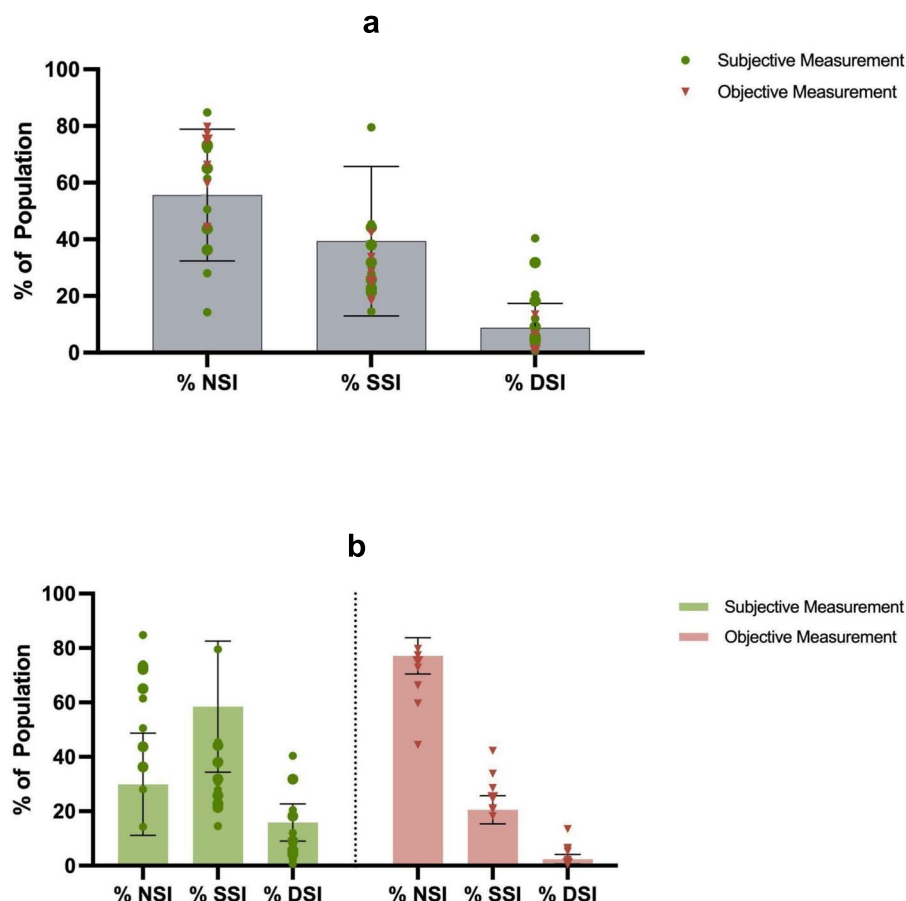 a
Subjective Measurement
Objective Measurement
% of Population
100
80
60
40
20
0
% NSI
% SSI
% DSI
b
Subjective Measurement
Objective Measurement
% of Population
100
80
60
40
20
0
% NSI % SSI % DSI % NSI % SSI % DSI